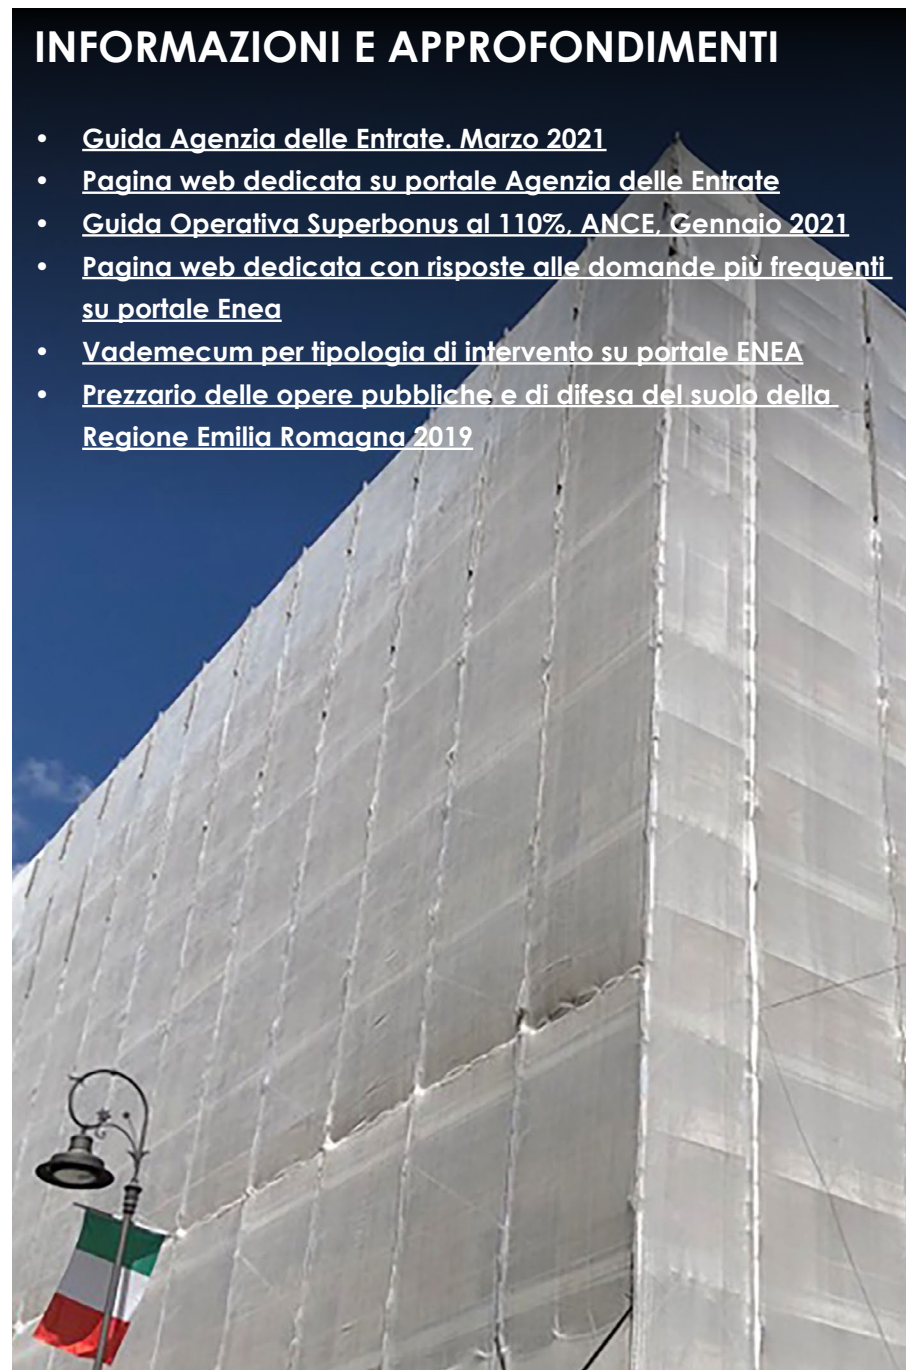 INFORMAZIONI E APPROFONDIMENTI
• Guida Agenzia delle Entrate. Marzo 2021
• Pagina web dedicata su portale Agenzia delle Entrate
• Guida Operativa Superbonus al 110%, ANCE, Gennaio 2021
• Pagina web dedicata con risposte alle domande più frequenti
su portale Enea
• Vademecum per tipologia di intervento su portale ENEA
• Prezzario delle opere pubbliche e di difesa del suolo della
Regione Emilia Romagna 2019